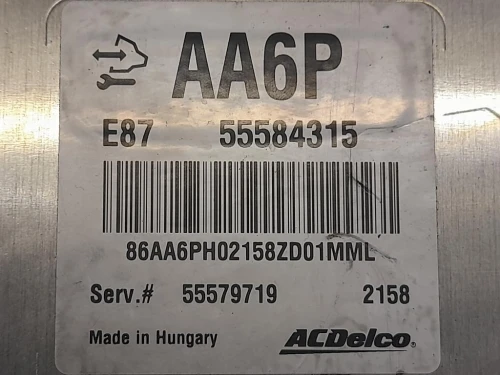 AA6P
E87 55584315
86AA6PH02158ZD01MML
Serv.# 55579719 2158
Made in Hungary ACDelco